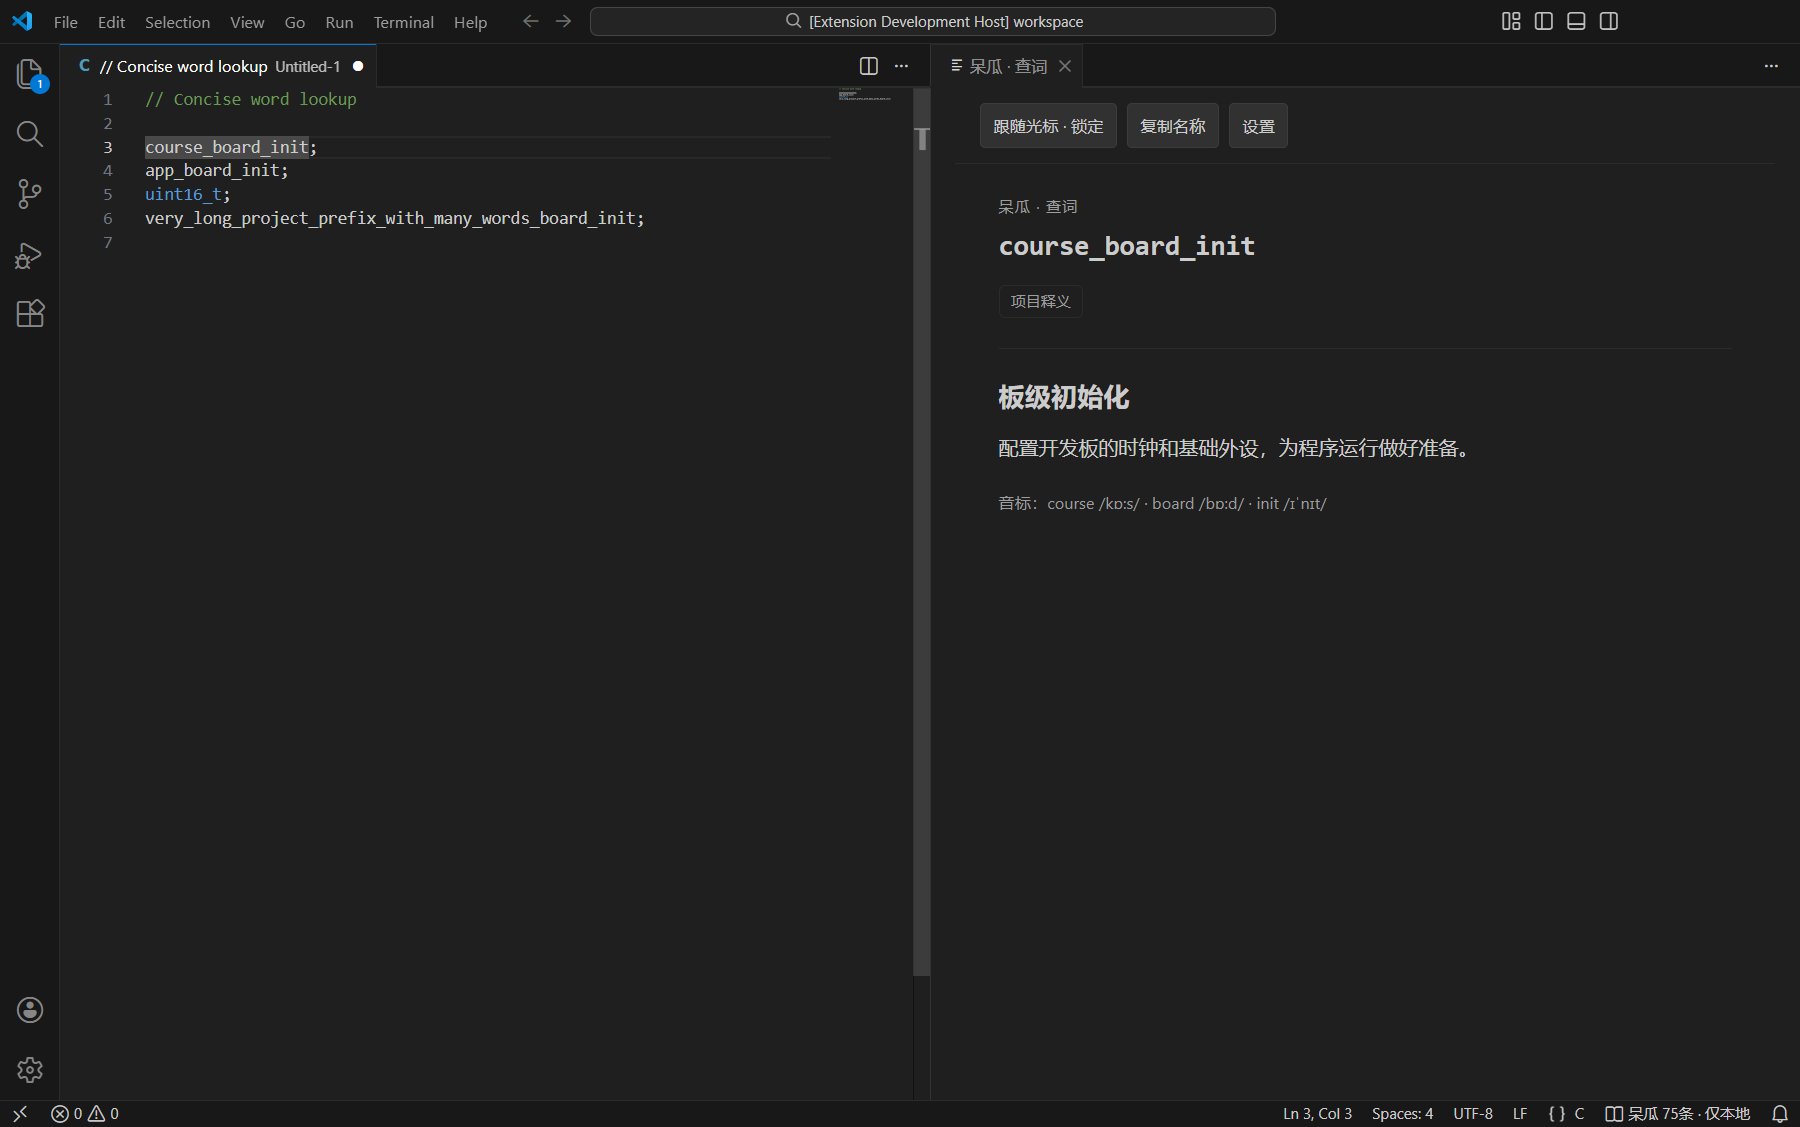 File Edit Selection View Go Run Terminal Help
[Extension Development Host] workspace
1
C // Concise word lookup Untitled-1
呆瓜 · 查词
1 // Concise word lookup
2
3 course_board_init;
4 app_board_init;
5 uint16_t;
6 very_long_project_prefix_with_many_words_board_init;
7
跟随光标 · 锁定 复制名称 设置
呆瓜 · 查词
course_board_init
项目释义
板级初始化
配置开发板的时钟和基础外设，为程序运行做好准备。
音标：course /kɒːs/ · board /bɒːd/ · init /ɪˈnɪt/
0 0 Ln 3, Col 3 Spaces: 4 UTF-8 LF {} C 呆瓜 75条 · 仅本地